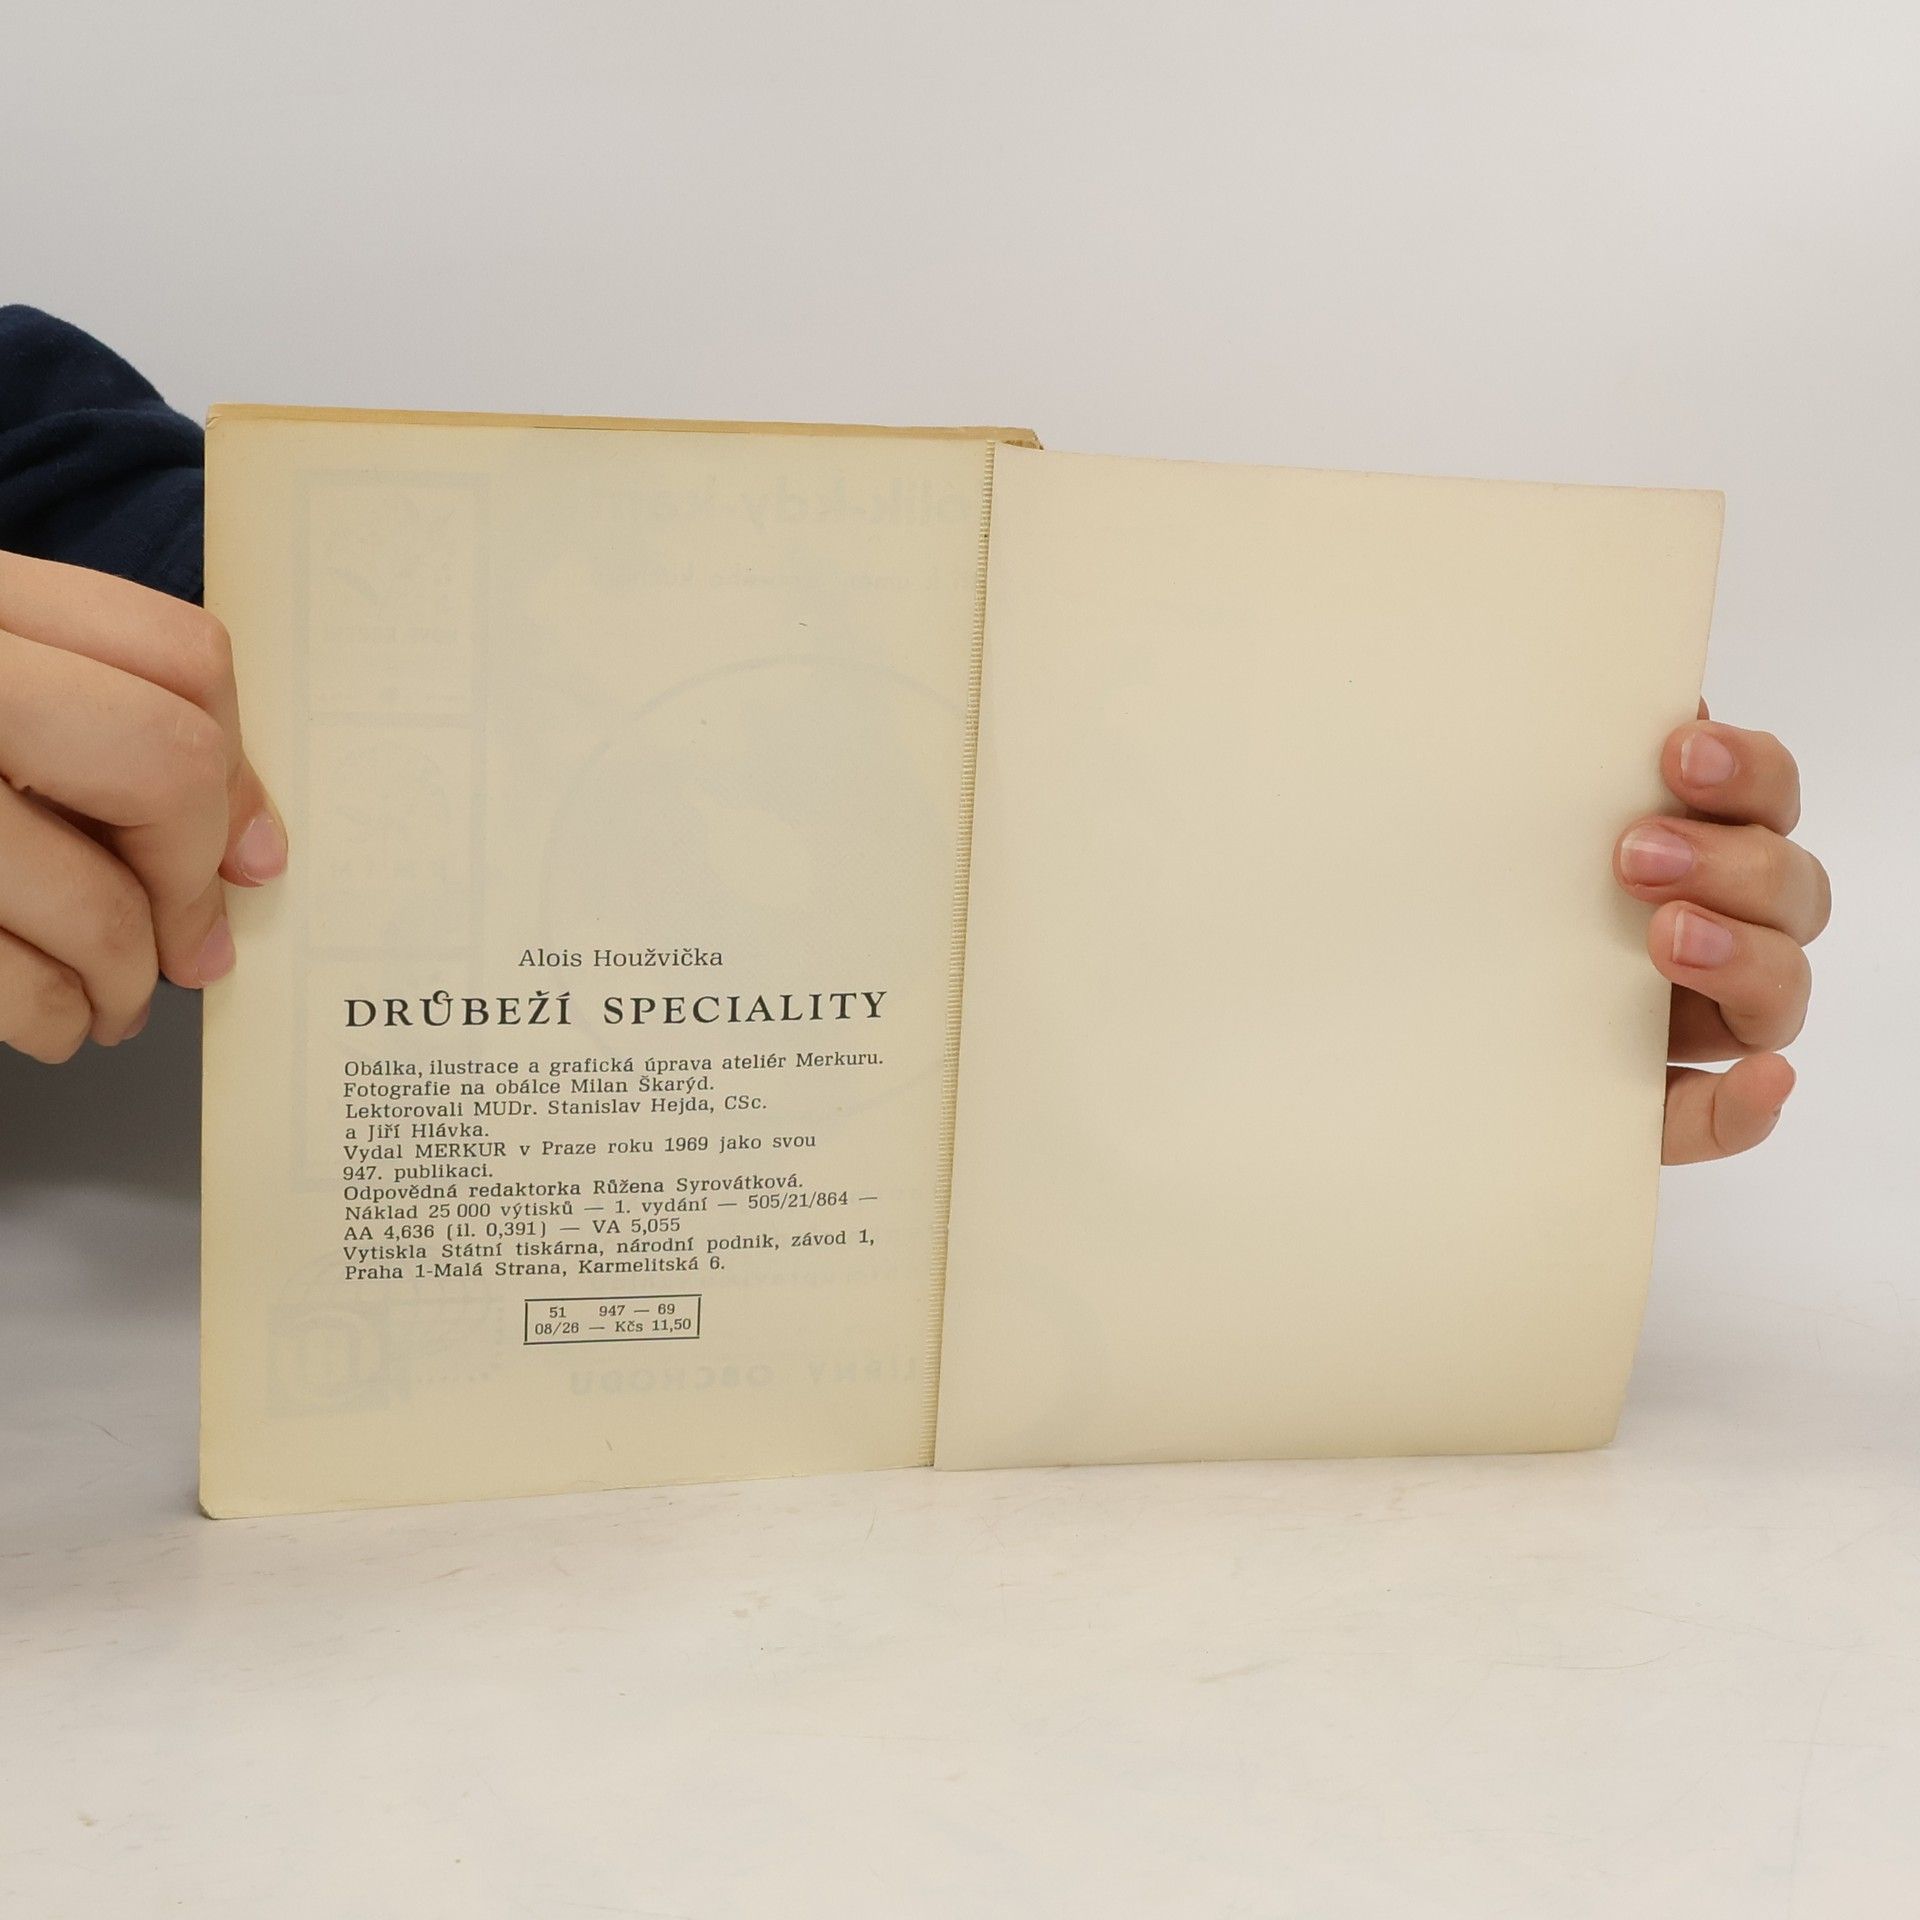 Alois Houžvička
DRŮBEŽÍ SPECIALITY
Obálka, ilustrace a grafická úprava ateliér Merkuru.
Fotografie na obálce Milan Škarýd.
Lektorovali MUDr. Stanislav Hejda, CSc.
a Jiří Hlávka.
Vydal MERKUR v Praze roku 1969 jako svou
947. publikaci.
Odpovědná redaktorka Růžena Syrovátková.
Náklad 25 000 výtisků — 1. vydání — 505/21/864 —
AA 4,636 (il. 0,391) — VA 5,055
Vytiskla Státní tiskárna, národní podnik, závod 1,
Praha 1-Malá Strana, Karmelitská 6.
51 947 — 69
08/26 — Kčs 11,50